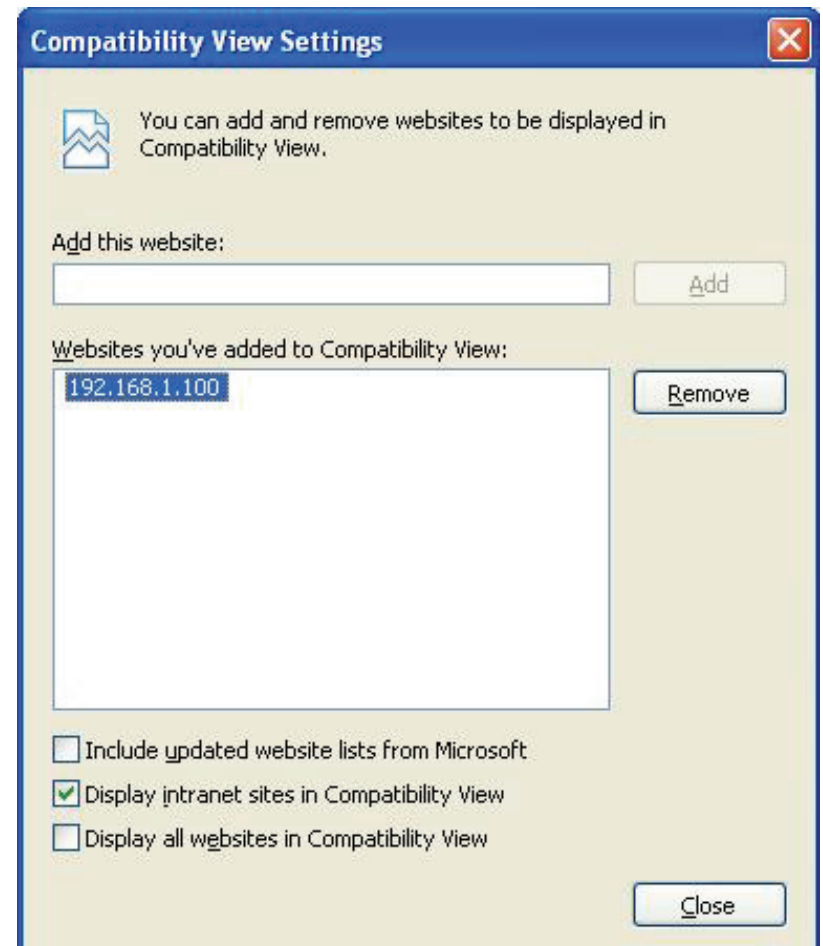 Compatibility View Settings
You can add and remove websites to be displayed in
Compatibility View.
Add this website:
Add
Websites you've added to Compatibility View:
192.168.1.100
Remove
Include updated website lists from Microsoft
Display intranet sites in Compatibility View
Display all websites in Compatibility View
Close